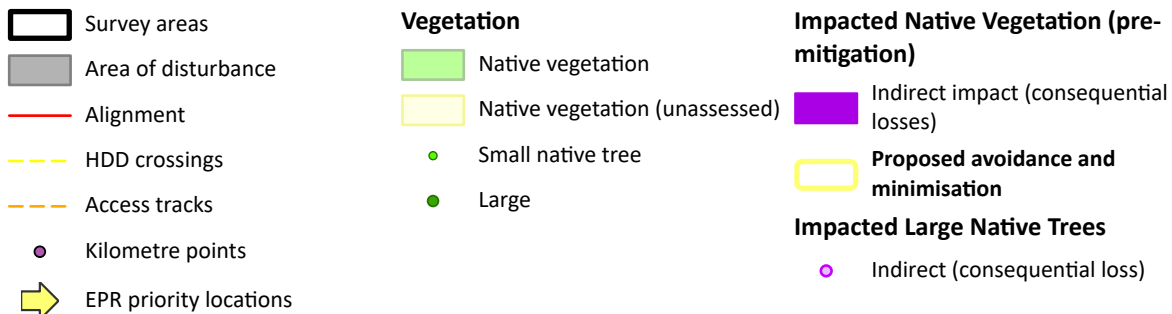 Survey areas
Area of disturbance
Alignment
HDD crossings
Access tracks
Kilometre points
EPR priority locations
Vegetation
Native vegetation
Native vegetation (unassessed)
Small native tree
Large
Impacted Native Vegetation (pre-
mitigation)
Indirect impact (consequential
losses)
Proposed avoidance and
minimisation
Impacted Large Native Trees
Indirect (consequential loss)